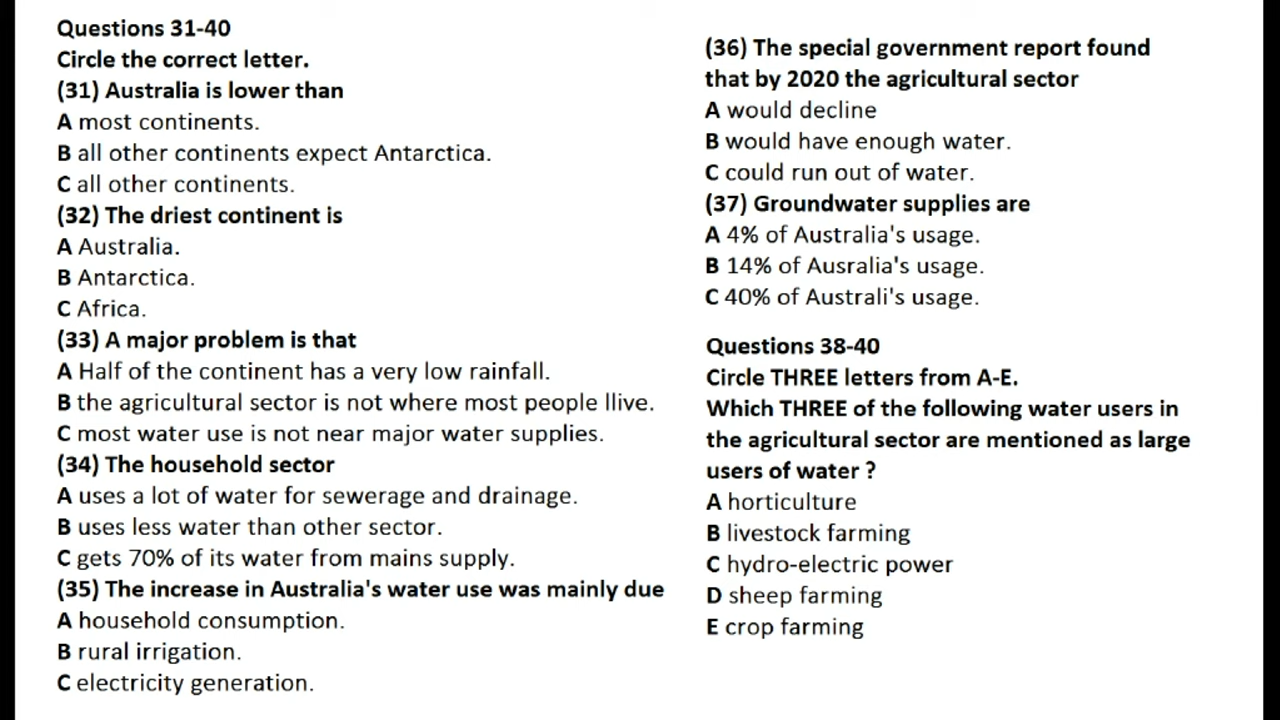 Questions 31-40
Circle the correct letter.
(31) Australia is lower than
A most continents.
B all other continents expect Antarctica.
C all other continents.
(32) The driest continent is
A Australia.
B Antarctica.
C Africa.
(33) A major problem is that
A Half of the continent has a very low rainfall.
B the agricultural sector is not where most people llive.
C most water use is not near major water supplies.
(34) The household sector
A uses a lot of water for sewerage and drainage.
B uses less water than other sector.
C gets 70% of its water from mains supply.
(35) The increase in Australia's water use was mainly due
A household consumption.
B rural irrigation.
C electricity generation.
(36) The special government report found
that by 2020 the agricultural sector
A would decline
B would have enough water.
C could run out of water.
(37) Groundwater supplies are
A 4% of Australia's usage.
B 14% of Ausralia's usage.
C 40% of Australi's usage.
Questions 38-40
Circle THREE letters from A-E.
Which THREE of the following water users in
the agricultural sector are mentioned as large
users of water ?
A horticulture
B livestock farming
C hydro-electric power
D sheep farming
E crop farming